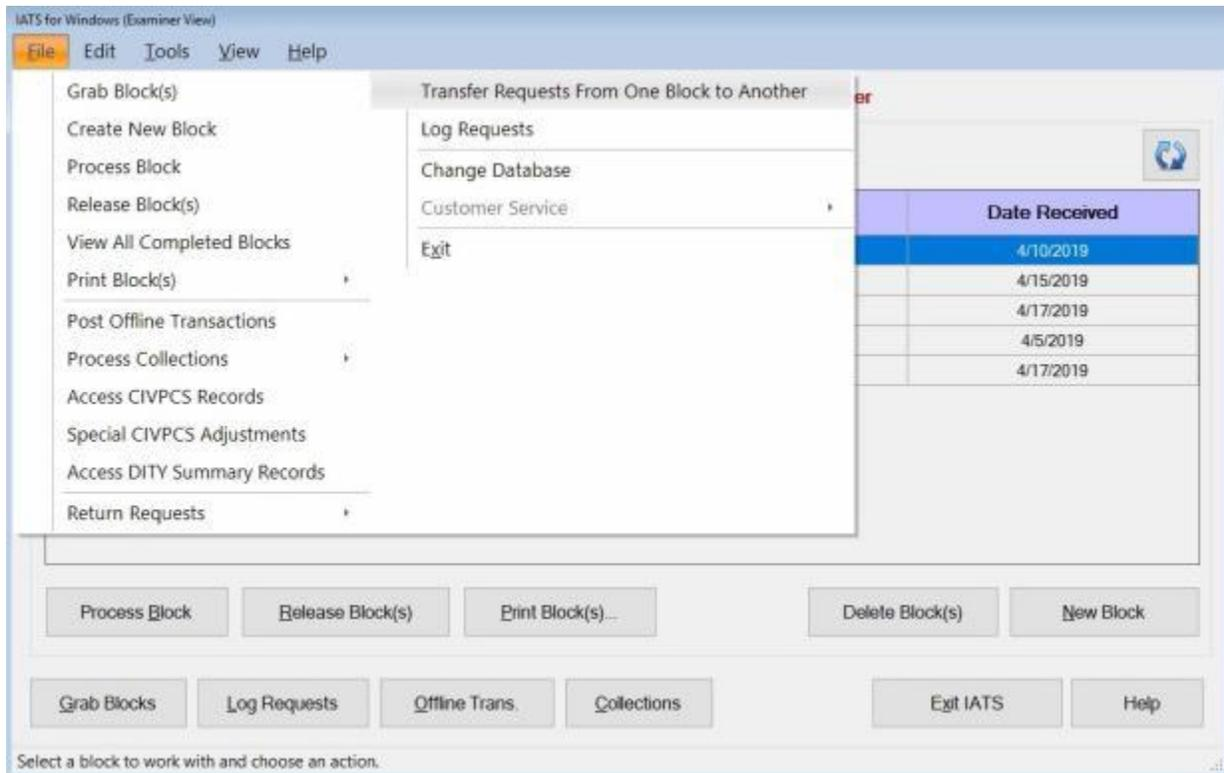 IATS for Windows (Examiner View)
File Edit Tools View Help
Grab Block(s)
Create New Block
Process Block
Release Block(s)
View All Completed Blocks
Print Block(s)
Post Offline Transactions
Process Collections
Access CIVPCS Records
Special CIVPCS Adjustments
Access DITY Summary Records
Return Requests
Transfer Requests From One Block to Another
Log Requests
Change Database
Customer Service
Exit
er
Date Received
4/10/2019
4/15/2019
4/17/2019
4/5/2019
4/17/2019
Process Block Release Block(s) Print Block(s)... Delete Block(s) New Block
Grab Blocks Log Requests Offline Trans. Collections Exit IATS Help
Select a block to work with and choose an action.